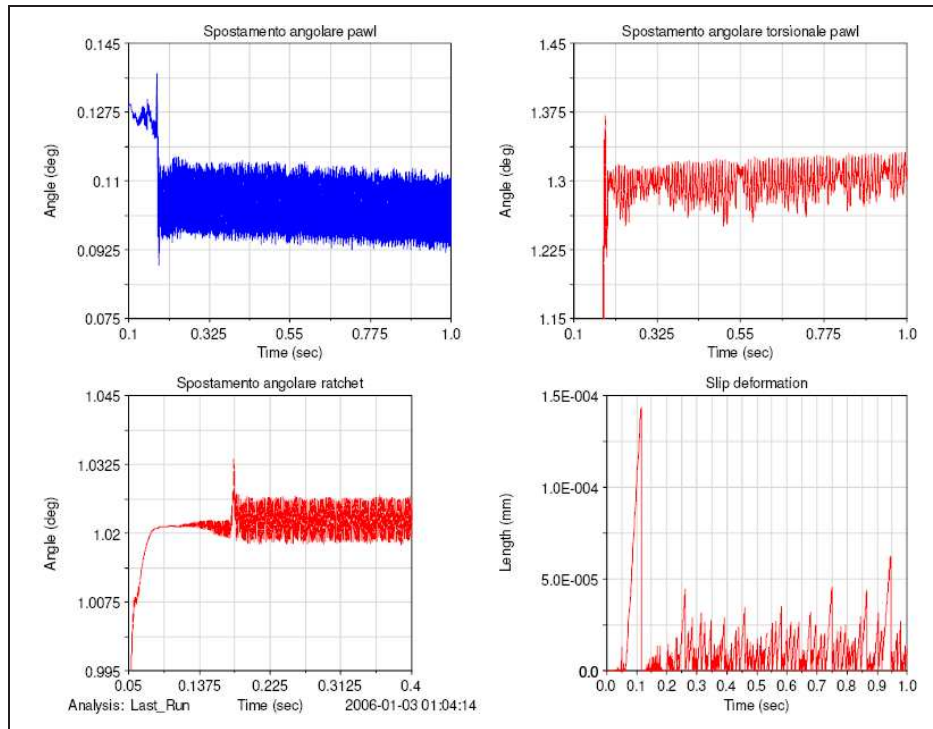 Spostamento angolare pawl
0.145
0.1275
0.11
0.0925
0.075
Angle (deg)
0.1 0.325 0.55 0.775 1.0
Time (sec)
Spostamento angolare torsionale pawl
1.45
1.375
1.3
1.225
1.15
Angle (deg)
0.1 0.325 0.55 0.775 1.0
Time (sec)
Spostamento angolare ratchet
1.045
1.0325
1.02
1.0075
0.995
Angle (deg)
0.05 0.1375 0.225 0.3125 0.4
Analysis: Last_Run Time (sec) 2006-01-03 01:04:14
Slip deformation
1.5E-004
1.0E-004
5.0E-005
0.0
Length (mm)
0.0 0.1 0.2 0.3 0.4 0.5 0.6 0.7 0.8 0.9 1.0
Time (sec)